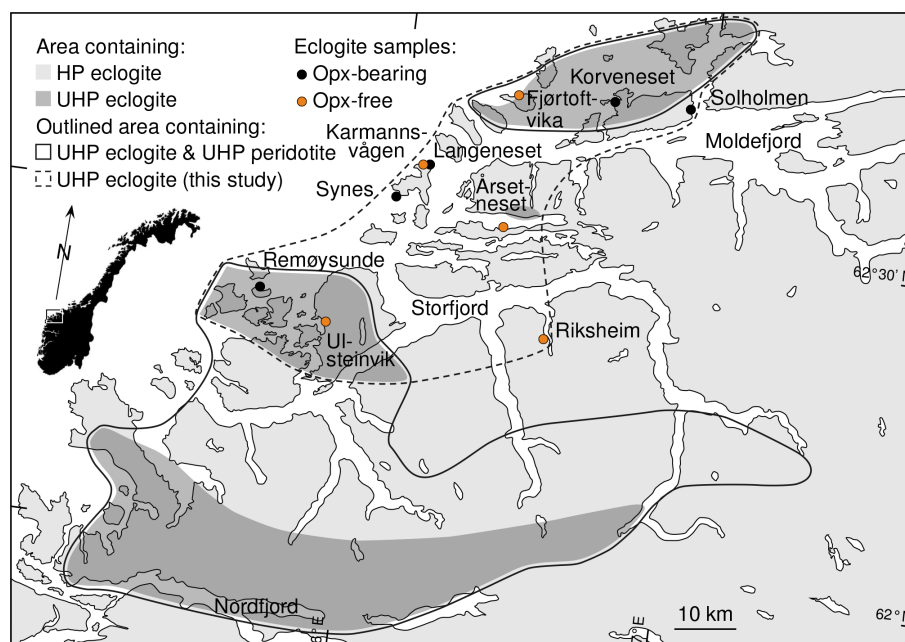 Area containing:
HP eclogite
UHP eclogite
Outlined area containing:
UHP eclogite & UHP peridotite
UHP eclogite (this study)
Eclogite samples:
Opx-bearing
Opx-free
Korveneset
Fjørtoft-
vika
Solholmen
Karmanns-
vågen
Langeneset
Moldefjord
Synes
Årset-
neset
N
Remøysunde
62°30' N
Storfjord
Riksheim
Ul-
steinvik
Nordfjord
10 km
62° N
7°E